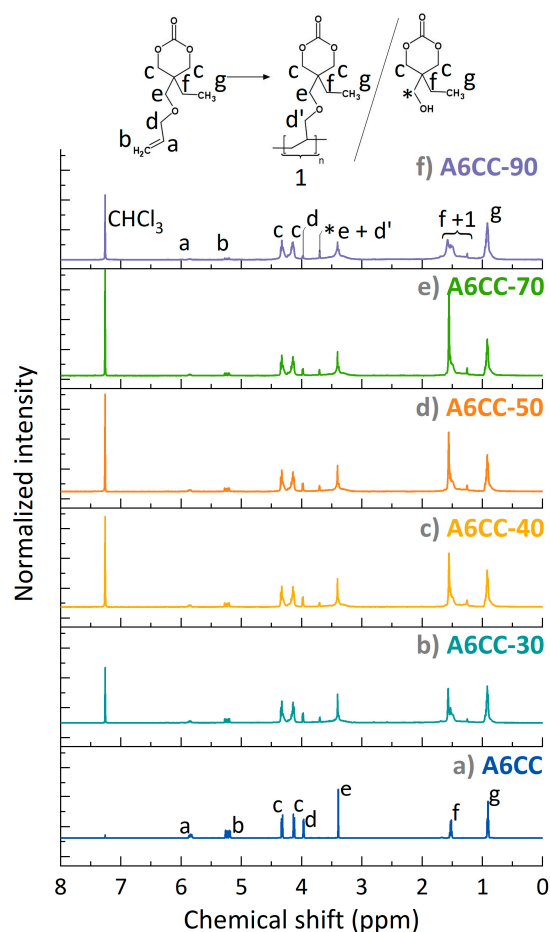 O
O
O
c
c
f
g
e
CH₃
O
d
b
H₂C
a
O
O
O
c
c
f
g
e
CH₃
O
d'
n
1
O
O
O
c
c
f
g
*
CH₃
OH
f) A6CC-90
CHCl₃
a
b
c
c
d
*
e + d'
f +1
g
e) A6CC-70
d) A6CC-50
c) A6CC-40
b) A6CC-30
a) A6CC
a
b
c
c
d
e
f
g
Normalized intensity
8 7 6 5 4 3 2 1 0
Chemical shift (ppm)